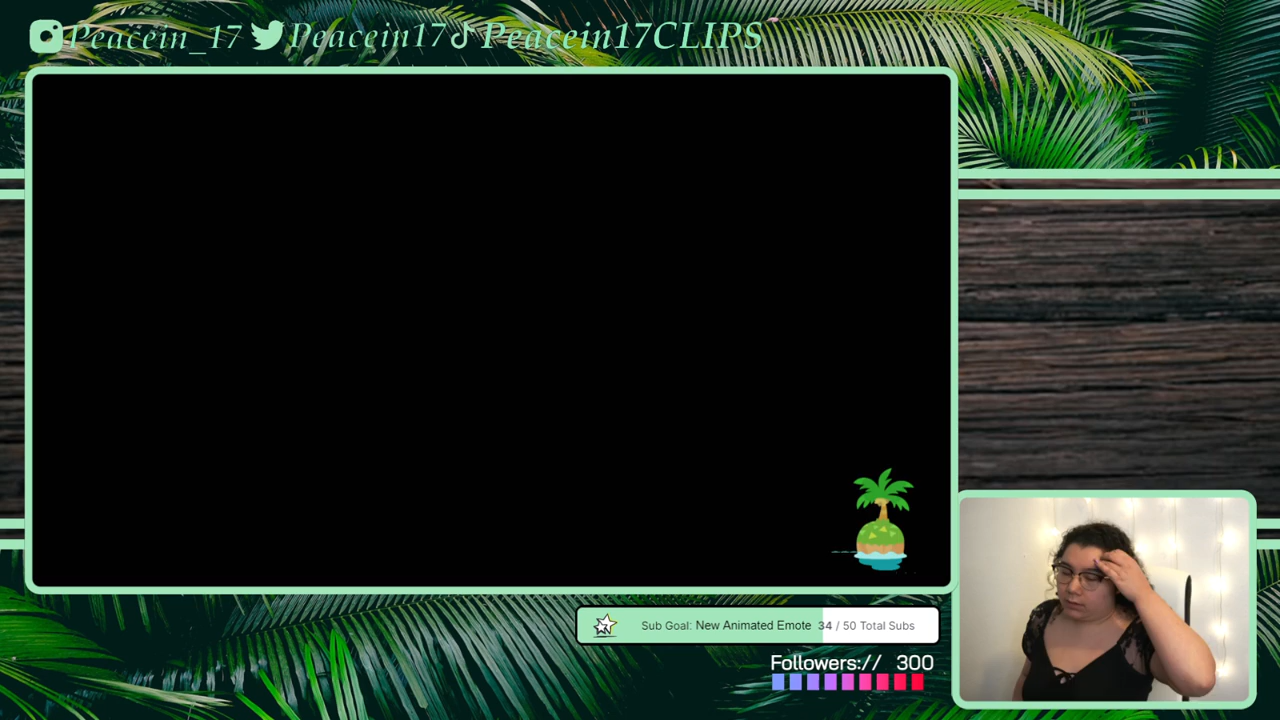 Peacein_17 Peacein17 Peacein17CLIPS
Sub Goal: New Animated Emote 34 / 50 Total Subs
Followers:// 300